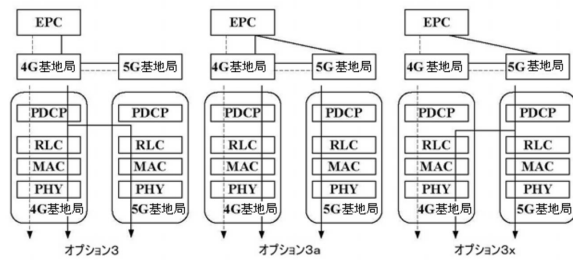 EPC EPC EPC
4G基地局 5G基地局 4G基地局 5G基地局 4G基地局 5G基地局
PDCP PDCP PDCP PDCP PDCP PDCP
RLC RLC RLC RLC RLC RLC
MAC MAC MAC MAC MAC MAC
PHY PHY PHY PHY PHY PHY
4G基地局 5G基地局 4G基地局 5G基地局 4G基地局 5G基地局
オプション3 オプション3a オプション3x